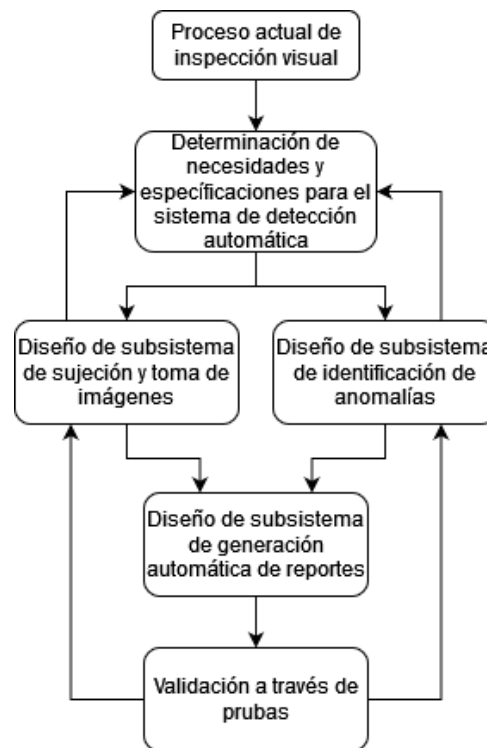 Proceso actual de
inspección visual
Determinación de
necesidades y
específicaciones para el
sistema de detección
automática
Diseño de subsistema
de sujeción y toma de
imágenes
Diseño de subsistema
de identificación de
anomalías
Diseño de subsistema
de generación
automática de reportes
Validación a través de
prubas